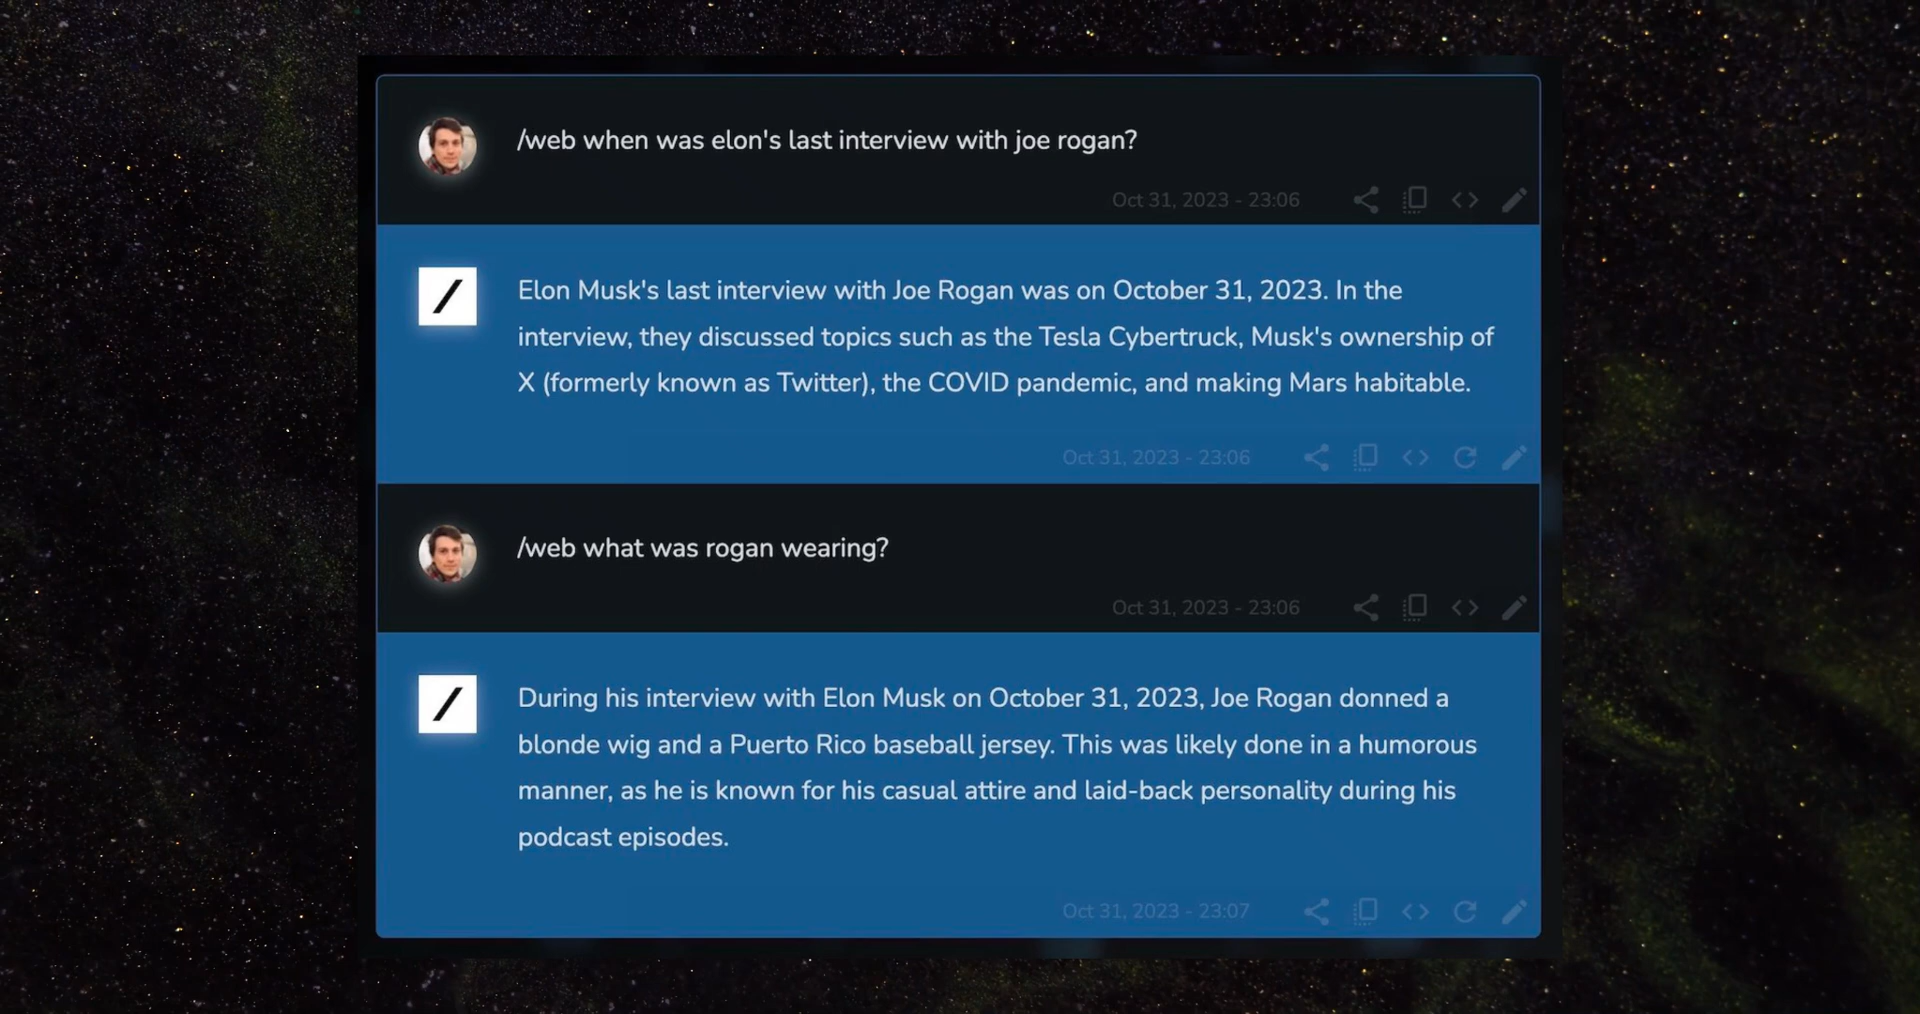 /web when was elon's last interview with joe rogan?
Oct 31, 2023 - 23:06
Elon Musk's last interview with Joe Rogan was on October 31, 2023. In the
interview, they discussed topics such as the Tesla Cybertruck, Musk's ownership of
X (formerly known as Twitter), the COVID pandemic, and making Mars habitable.
Oct 31, 2023 - 23:06
/web what was rogan wearing?
Oct 31, 2023 - 23:06
During his interview with Elon Musk on October 31, 2023, Joe Rogan donned a
blonde wig and a Puerto Rico baseball jersey. This was likely done in a humorous
manner, as he is known for his casual attire and laid-back personality during his
podcast episodes.
Oct 31, 2023 - 23:07